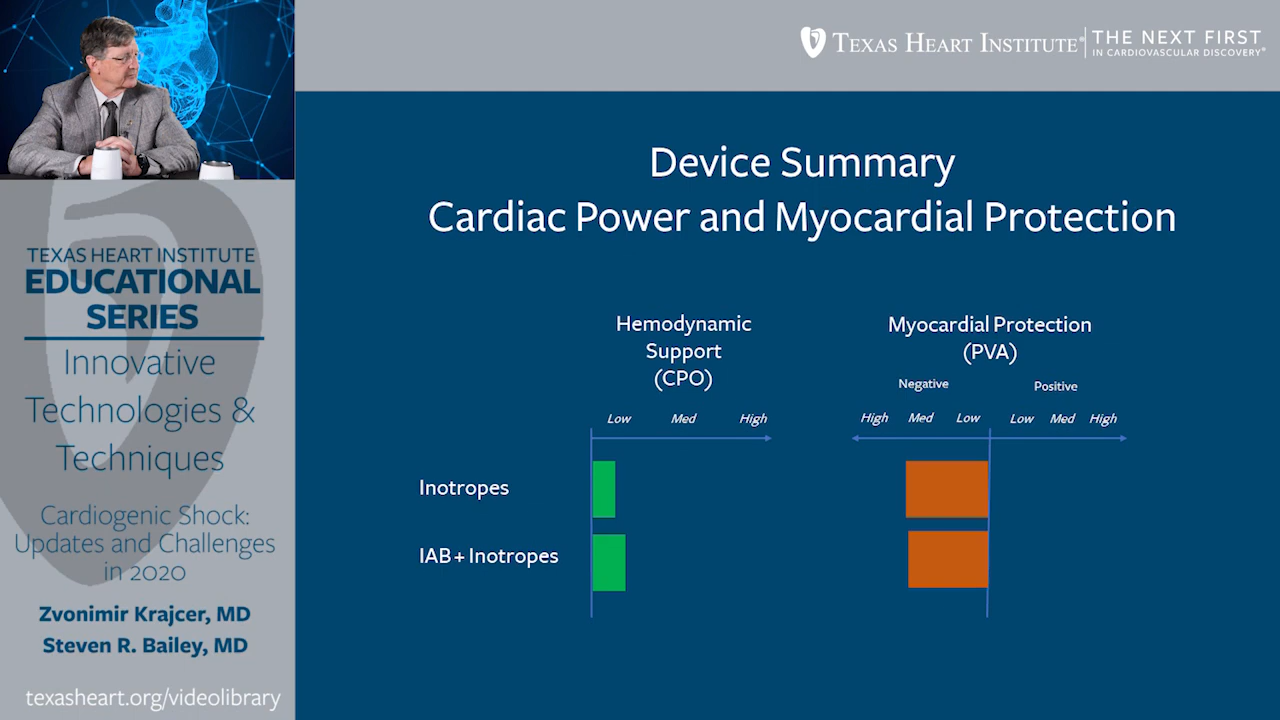 TEXAS HEART INSTITUTE®
THE NEXT FIRST
IN CARDIOVASCULAR DISCOVERY®
TEXAS HEART INSTITUTE
EDUCATIONAL
SERIES
Innovative
Technologies &
Techniques
Cardiogenic Shock:
Updates and Challenges
in 2020
Zvonimir Krajcer, MD
Steven R. Bailey, MD
texasheart.org/videolibrary
Device Summary
Cardiac Power and Myocardial Protection
Hemodynamic
Support
(CPO)
Low Med High
Myocardial Protection
(PVA)
Negative Positive
High Med Low Low Med High
Inotropes
IAB + Inotropes